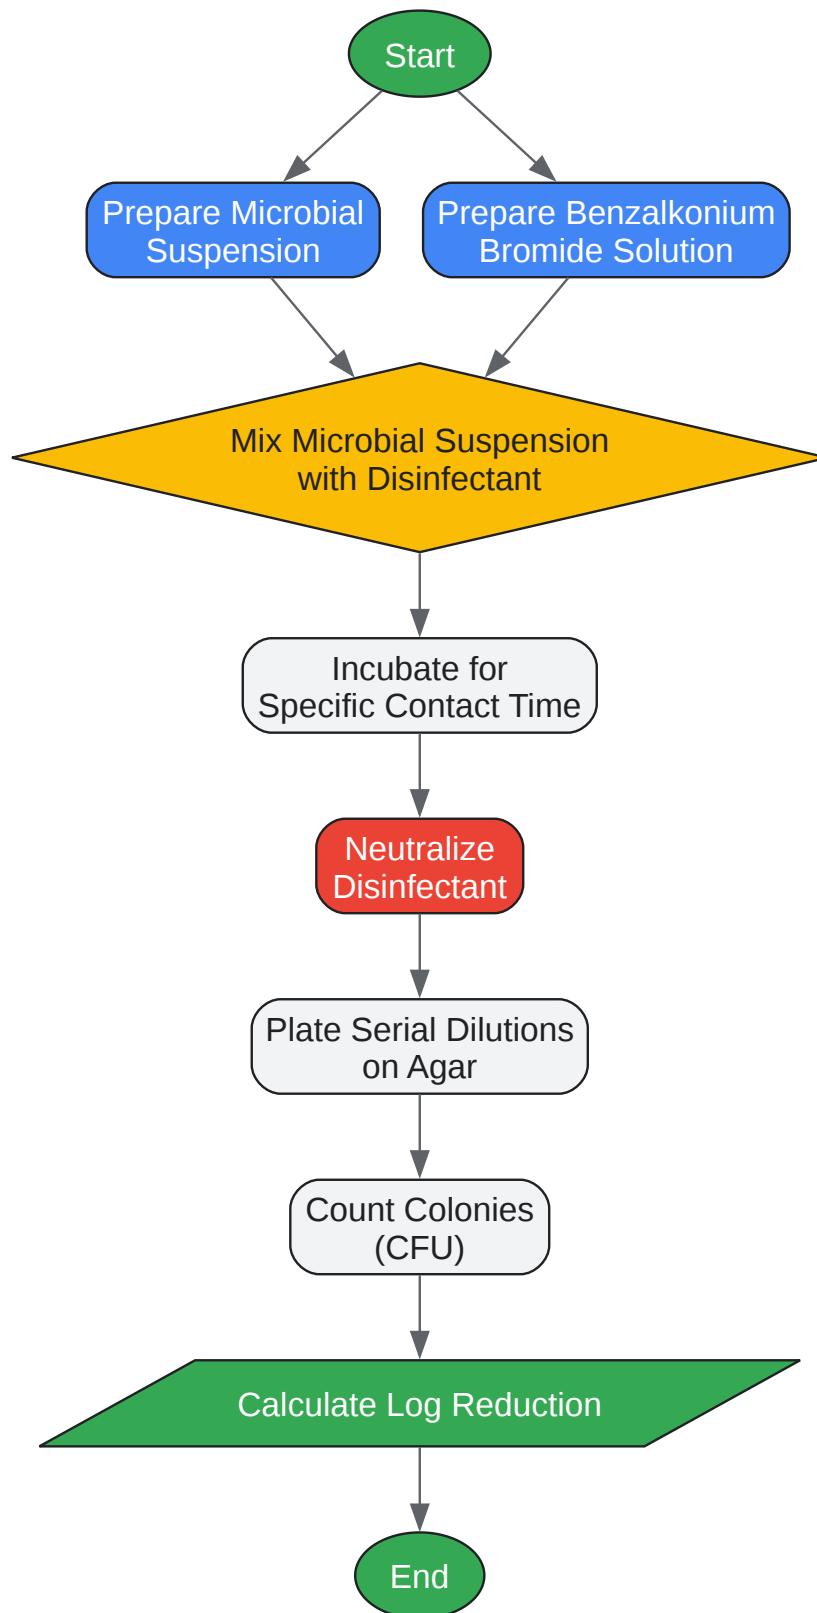 Start
Prepare Microbial
Suspension
Prepare Benzalkonium
Bromide Solution
Mix Microbial Suspension
with Disinfectant
Incubate for
Specific Contact Time
Neutralize
Disinfectant
Plate Serial Dilutions
on Agar
Count Colonies
(CFU)
Calculate Log Reduction
End